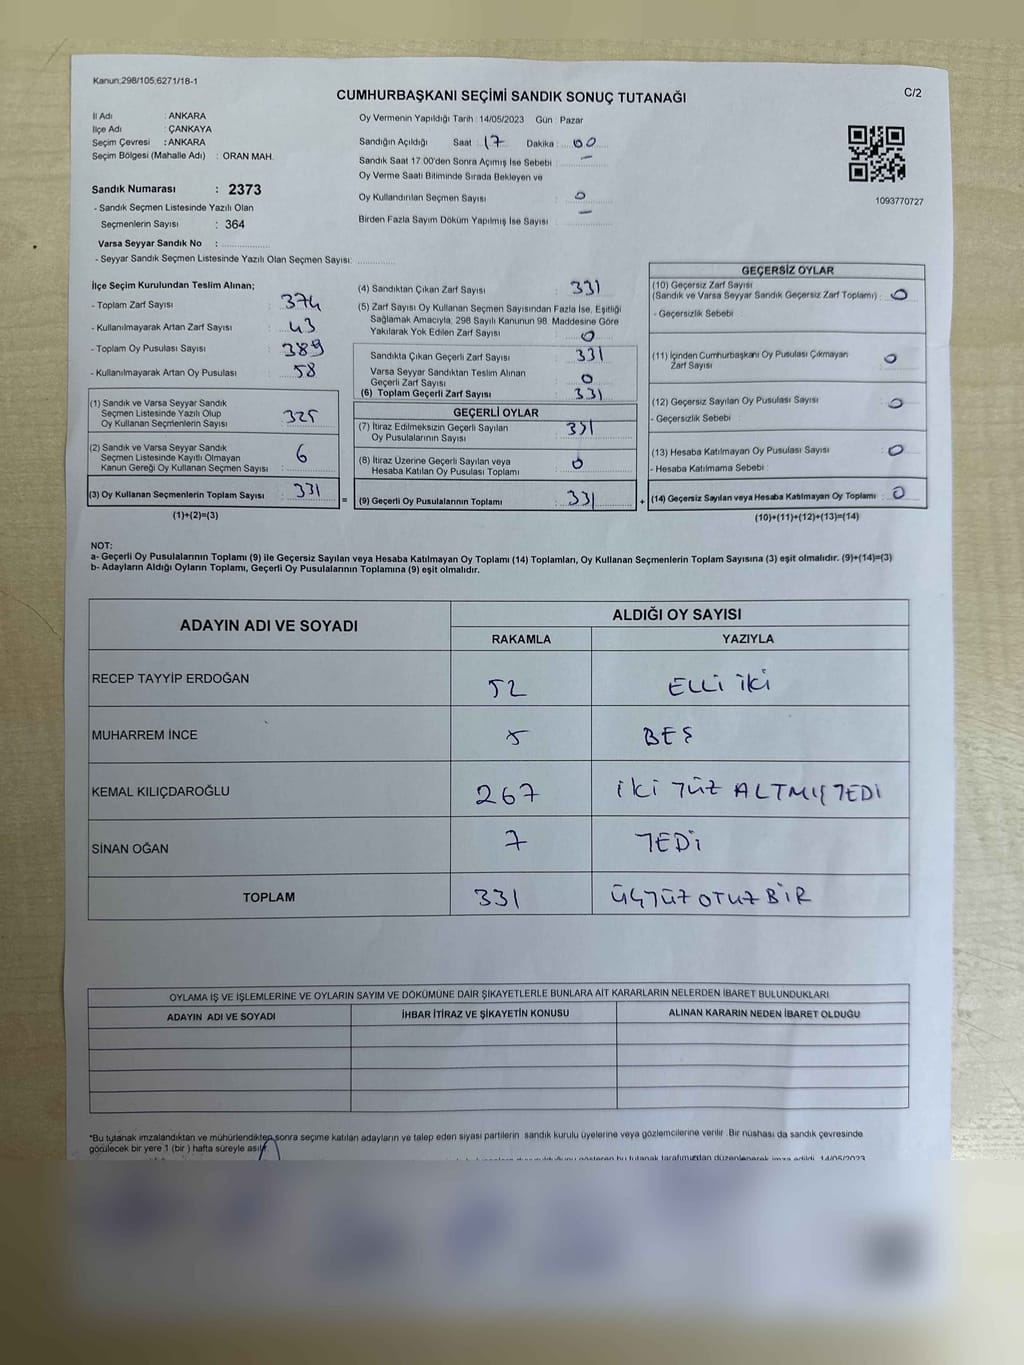 Kanun:298/105,6271/18-1
CUMHURBAŞKANI SEÇİMİ SANDIK SONUÇ TUTANAĞI
C/2
İl Adı : ANKARA
İlçe Adı : ÇANKAYA
Seçim Çevresi : ANKARA
Seçim Bölgesi (Mahalle Adı) : ORAN MAH.
Sandık Numarası : 2373
- Sandık Seçmen Listesinde Yazılı Olan
Seçmenlerin Sayısı : 364
Varsa Seyyar Sandık No :
- Seyyar Sandık Seçmen Listesinde Yazılı Olan Seçmen Sayısı:
Oy Vermenin Yapıldığı Tarih : 14/05/2023 Gün : Pazar
Sandığın Açıldığı Saat : 17 Dakika : 00
Sandık Saat 17.00'den Sonra Açımış İse Sebebi : —
Oy Verme Saati Bitiminde Sırada Bekleyen ve
Oy Kullandırılan Seçmen Sayısı : 0
Birden Fazla Sayım Döküm Yapılmış İse Sayısı : —
1093770727
İlçe Seçim Kurulundan Teslim Alınan;
- Toplam Zarf Sayısı : 374
- Kullanılmayarak Artan Zarf Sayısı : 43
- Toplam Oy Pusulası Sayısı : 389
- Kullanılmayarak Artan Oy Pusulası : 58
(1) Sandık ve Varsa Seyyar Sandık
Seçmen Listesinde Yazılı Olup
Oy Kullanan Seçmenlerin Sayısı : 325
(2) Sandık ve Varsa Seyyar Sandık
Seçmen Listesinde Kayıtlı Olmayan
Kanun Gereği Oy Kullanan Seçmen Sayısı : 6
(3) Oy Kullanan Seçmenlerin Toplam Sayısı : 331 =
(1)+(2)=(3)
(4) Sandıktan Çıkan Zarf Sayısı : 331
(5) Zarf Sayısı Oy Kullanan Seçmen Sayısından Fazla İse, Eşitliği
Sağlamak Amacıyla, 298 Sayılı Kanunun 98. Maddesine Göre
Yakılarak Yok Edilen Zarf Sayısı : 0
Sandıkta Çıkan Geçerli Zarf Sayısı : 331
Varsa Seyyar Sandıktan Teslim Alınan
Geçerli Zarf Sayısı : 0
(6) Toplam Geçerli Zarf Sayısı : 331
GEÇERLİ OYLAR
(7) İtiraz Edilmeksizin Geçerli Sayılan
Oy Pusulalarının Sayısı : 331
(8) İtiraz Üzerine Geçerli Sayılan veya
Hesaba Katılan Oy Pusulası Toplamı : 0
(9) Geçerli Oy Pusulalarının Toplamı : 331 +
GEÇERSİZ OYLAR
(10) Geçersiz Zarf Sayısı
(Sandık ve Varsa Seyyar Sandık Geçersiz Zarf Toplamı) : 0
- Geçersizlik Sebebi :
(11) İçinden Cumhurbaşkanı Oy Pusulası Çıkmayan
Zarf Sayısı : 0
(12) Geçersiz Sayılan Oy Pusulası Sayısı : 0
- Geçersizlik Sebebi :
(13) Hesaba Katılmayan Oy Pusulası Sayısı : 0
- Hesaba Katılmama Sebebi :
(14) Geçersiz Sayılan veya Hesaba Katılmayan Oy Toplamı : 0
(10)+(11)+(12)+(13)=(14)
NOT:
a- Geçerli Oy Pusulalarının Toplamı (9) ile Geçersiz Sayılan veya Hesaba Katılmayan Oy Toplamı (14) Toplamları, Oy Kullanan Seçmenlerin Toplam Sayısına (3) eşit olmalıdır. (9)+(14)=(3)
b- Adayların Aldığı Oyların Toplamı, Geçerli Oy Pusulalarının Toplamına (9) eşit olmalıdır.
ADAYIN ADI VE SOYADI
ALDIĞI OY SAYISI
RAKAMLA YAZIYLA
RECEP TAYYİP ERDOĞAN 52 ELLİ İKİ
MUHARREM İNCE 5 BEŞ
KEMAL KILIÇDAROĞLU 267 İKİ YÜZ ALTMIŞ YEDİ
SİNAN OĞAN 7 YEDİ
TOPLAM 331 ÜÇ YÜZ OTUZ BİR
OYLAMA İŞ VE İŞLEMLERİNE VE OYLARIN SAYIM VE DÖKÜMÜNE DAİR ŞİKAYETLERLE BUNLARA AİT KARARLARIN NELERDEN İBARET BULUNDUKLARI
ADAYIN ADI VE SOYADI İHBAR İTİRAZ VE ŞİKAYETİN KONUSU ALINAN KARARIN NEDEN İBARET OLDUĞU
*Bu tutanak imzalandıktan ve mühürlendikten sonra seçime katılan adayların ve talep eden siyasi partilerin sandık kurulu üyelerine veya gözlemcilerine verilir. Bir nüshası da sandık çevresinde
görülecek bir yere 1 (bir) hafta süreyle asılır.
bu tutanak tarafımızdan düzenlenerek imza edildi. 14/05/2023